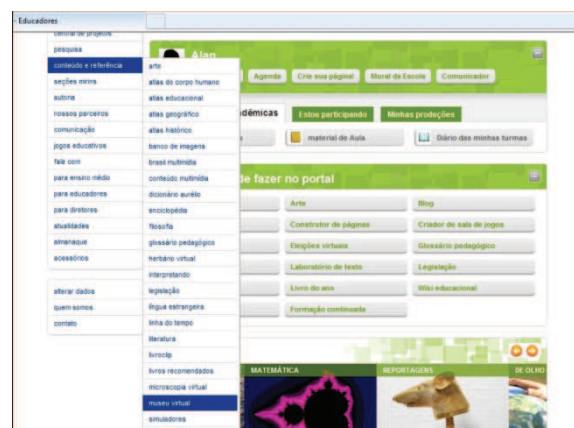 - Educadores
central de projetos
pesquisa
conteúdo e referência
seções mirins
autoria
nossos parceiros
comunicação
jogos educativos
fale com
para ensino médio
para educadores
para diretores
atualidades
almanaque
acessórios
alterar dados
quem somos
contato
arte
atlas do corpo humano
atlas educacional
atlas geográfico
atlas histórico
banco de imagens
brasil multimídia
conteúdo multimídia
dicionário aurélio
enciclopédia
filosofia
glossário pedagógico
herbário virtual
interpretando
legislação
língua estrangeira
linha do tempo
literatura
livroclip
livros recomendados
microscopia virtual
museu virtual
simuladores
Alan
Agenda
Crie sua página!
Mural da Escola
Comunicador
dêmicas
Estou participando
Minhas produções
material de Aula
Diário das minhas turmas
de fazer no portal
Arte
Blog
Construtor de páginas
Criador de sala de jogos
Eleições virtuais
Glossário pedagógico
Laboratório de texto
Legislação
Livro do ano
Wiki educacional
Formação continuada
MATEMÁTICA
REPORTAGENS
DE OLHO